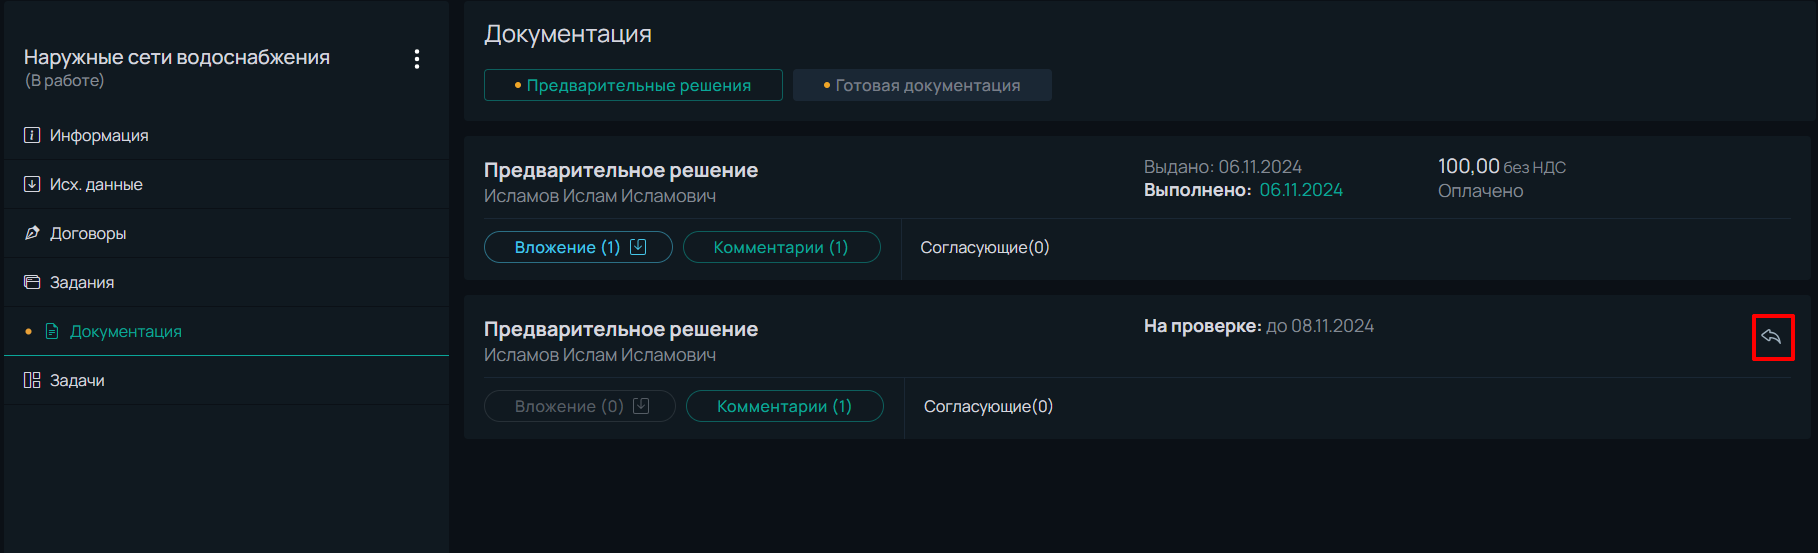 Наружные сети водоснабжения
(В работе)
Информация
Исх. данные
Договоры
Задания
Документация
Задачи
Документация
Предварительные решения
Готовая документация
Предварительное решение
Исламов Ислам Исламович
Выдано: 06.11.2024
Выполнено: 06.11.2024
100,00 без НДС
Оплачено
Вложение (1)
Комментарии (1)
Согласующие(0)
Предварительное решение
Исламов Ислам Исламович
На проверке: до 08.11.2024
Вложение (0)
Комментарии (1)
Согласующие(0)